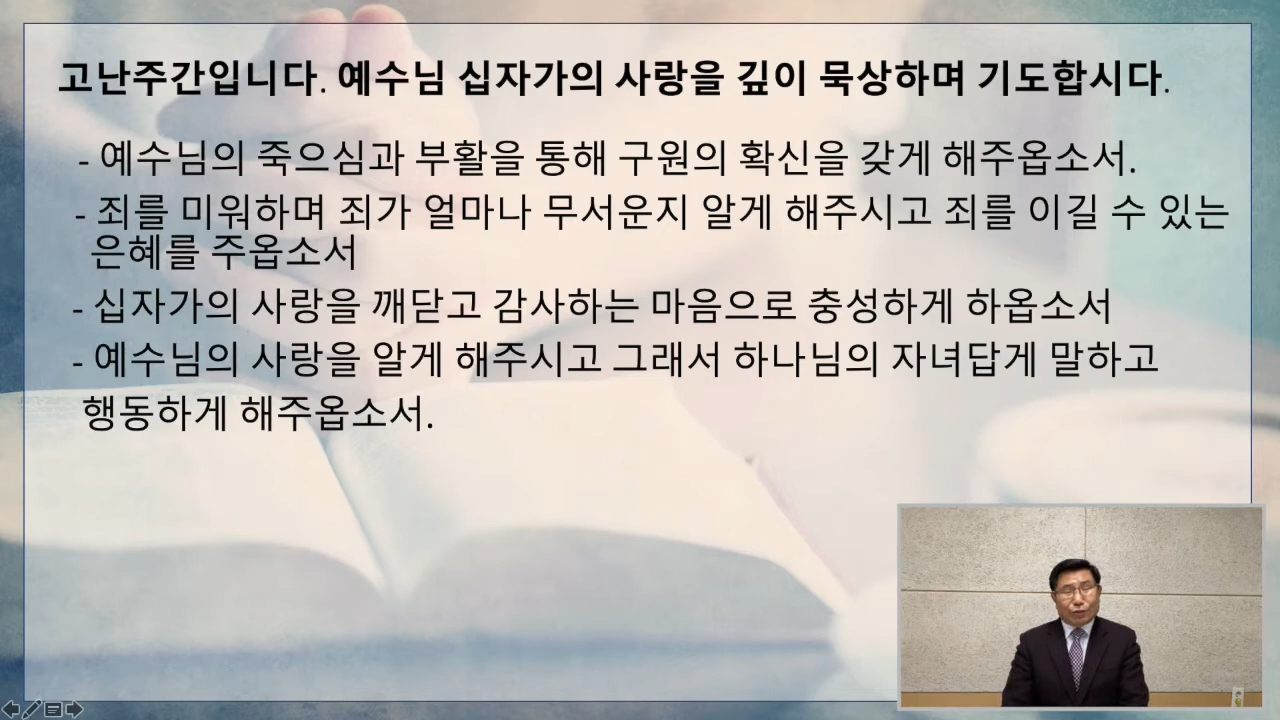 고난주간입니다. 예수님 십자가의 사랑을 깊이 묵상하며 기도합시다.
- 예수님의 죽으심과 부활을 통해 구원의 확신을 갖게 해주옵소서.
- 죄를 미워하며 죄가 얼마나 무서운지 알게 해주시고 죄를 이길 수 있는
은혜를 주옵소서
- 십자가의 사랑을 깨닫고 감사하는 마음으로 충성하게 하옵소서
- 예수님의 사랑을 알게 해주시고 그래서 하나님의 자녀답게 말하고
행동하게 해주옵소서.